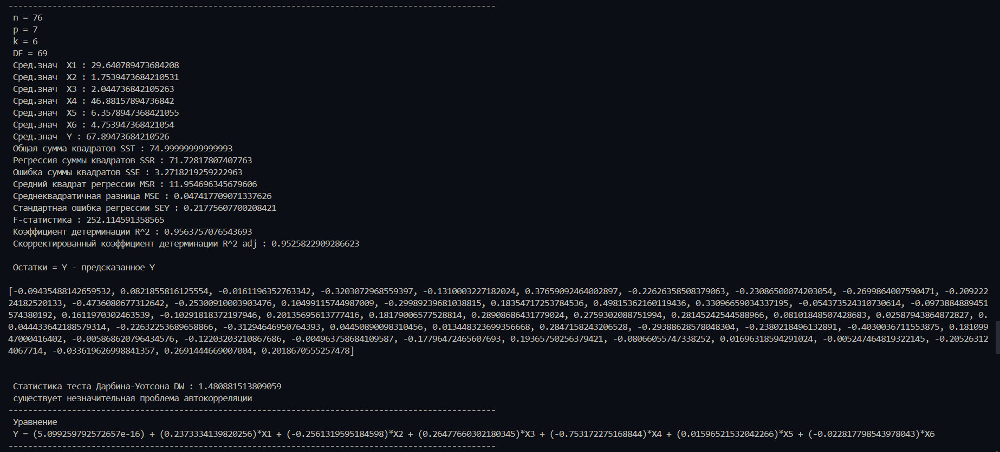 ----------------------------------------------------------------------------------------------------
n = 76
p = 7
k = 6
DF = 69
Сред.знач  X1 : 29.640789473684208
Сред.знач  X2 : 1.7539473684210531
Сред.знач  X3 : 2.044736842105263
Сред.знач  X4 : 46.88157894736842
Сред.знач  X5 : 6.3578947368421055
Сред.знач  X6 : 4.753947368421054
Сред.знач  Y : 67.89473684210526
Общая сумма квадратов SST : 74.99999999999993
Регрессия суммы квадратов SSR : 71.72817807407763
Ошибка суммы квадратов SSE : 3.2718219259222963
Средний квадрат регрессии MSR : 11.954696345679606
Среднеквадратичная разница MSE : 0.047417709071337626
Стандартная ошибка регрессии SEY : 0.21775607700208421
F-статистика : 252.114591358565
Коэффициент детерминации R^2 : 0.9563757076543693
Скорректированный коэффициент детерминации R^2 adj : 0.9525822909286623
Остатки = Y - предсказанное Y
[-0.09435488142659532, 0.0821855816125554, -0.0161196352763342, -0.3203072968559397, -0.1310003227182024, 0.37659092464002897, -0.22626358508379063, -0.23086500074203054, -0.2699864007590471, -0.209222
24182520133, -0.4736080677312642, -0.25300910003903476, 0.10499115744987009, -0.29989239681038815, 0.18354717253784536, 0.49815362160119436, 0.33096659034337195, -0.054373524310730614, -0.0973884889451
574380192, 0.1611970302463539, -0.10291818372197946, 0.20135695613777416, 0.18179006577528814, 0.28908686431779024, 0.2759302088751994, 0.28145242544588966, 0.08101848507428683, 0.02587943864872827, 0.
0.044433642188579314, -0.22632253689658866, -0.31294646950764393, 0.04450890098310456, 0.013448323699356668, 0.2847158243206528, -0.29388628578048304, -0.2380218496132891, -0.4030036711553875, 0.18109
47000416402, -0.005868620796434576, -0.12203203210867686, -0.004963758684109587, -0.17796472465607693, 0.19365750256379421, -0.08066055747338252, 0.01696318594291024, -0.005247464819322145, -0.20526312
4067714, -0.033619626998841357, 0.2691444669007004, 0.2018670555257478]
Статистика теста Дарбина-Уотсона DW : 1.480881513809059
существует незначительная проблема автокорреляции
----------------------------------------------------------------------------------------------------
Уравнение
Y = (5.099259792572657e-16) + (0.2373334139820256)*X1 + (-0.2561319595184598)*X2 + (0.26477660302180345)*X3 + (-0.753172275168844)*X4 + (0.01596521532042266)*X5 + (-0.022817798543978043)*X6
----------------------------------------------------------------------------------------------------